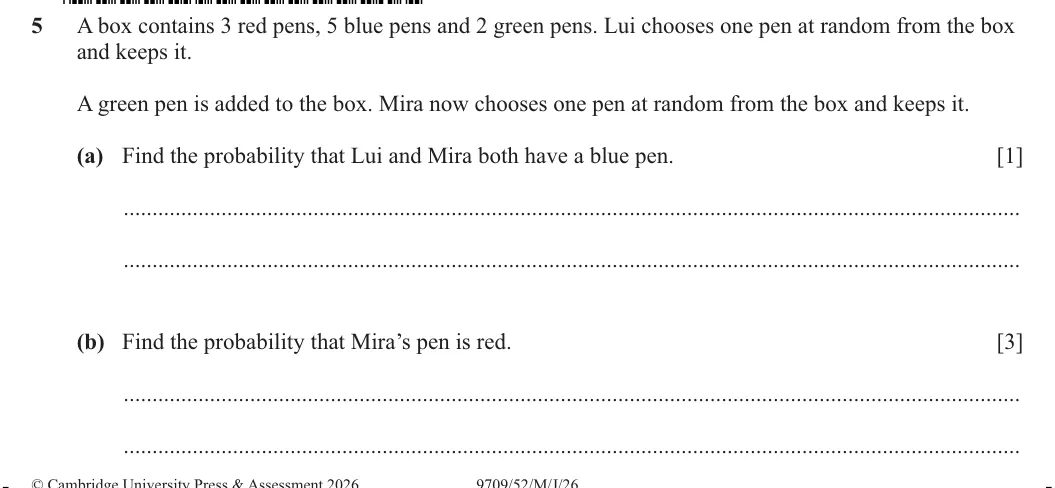 5 A box contains 3 red pens, 5 blue pens and 2 green pens. Lui chooses one pen at random from the box
and keeps it.
A green pen is added to the box. Mira now chooses one pen at random from the box and keeps it.
(a) Find the probability that Lui and Mira both have a blue pen. [1]
(b) Find the probability that Mira’s pen is red. [3]
© Cambridge University Press & Assessment 2026 9709/52/M/J/26